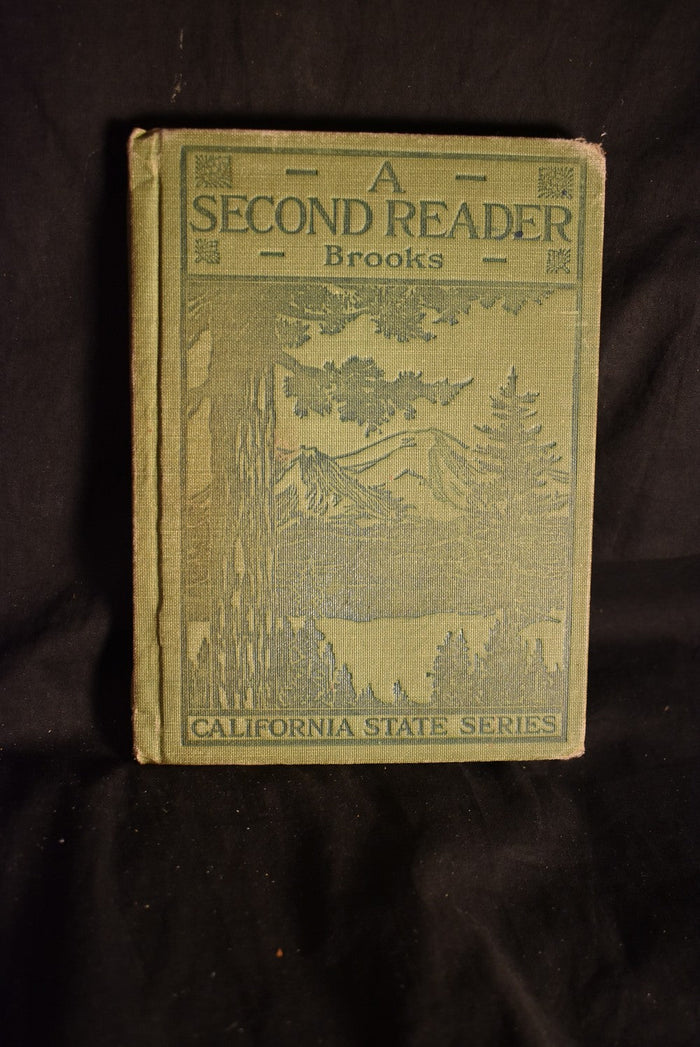 A
SECOND READER
Brooks
CALIFORNIA STATE SERIES